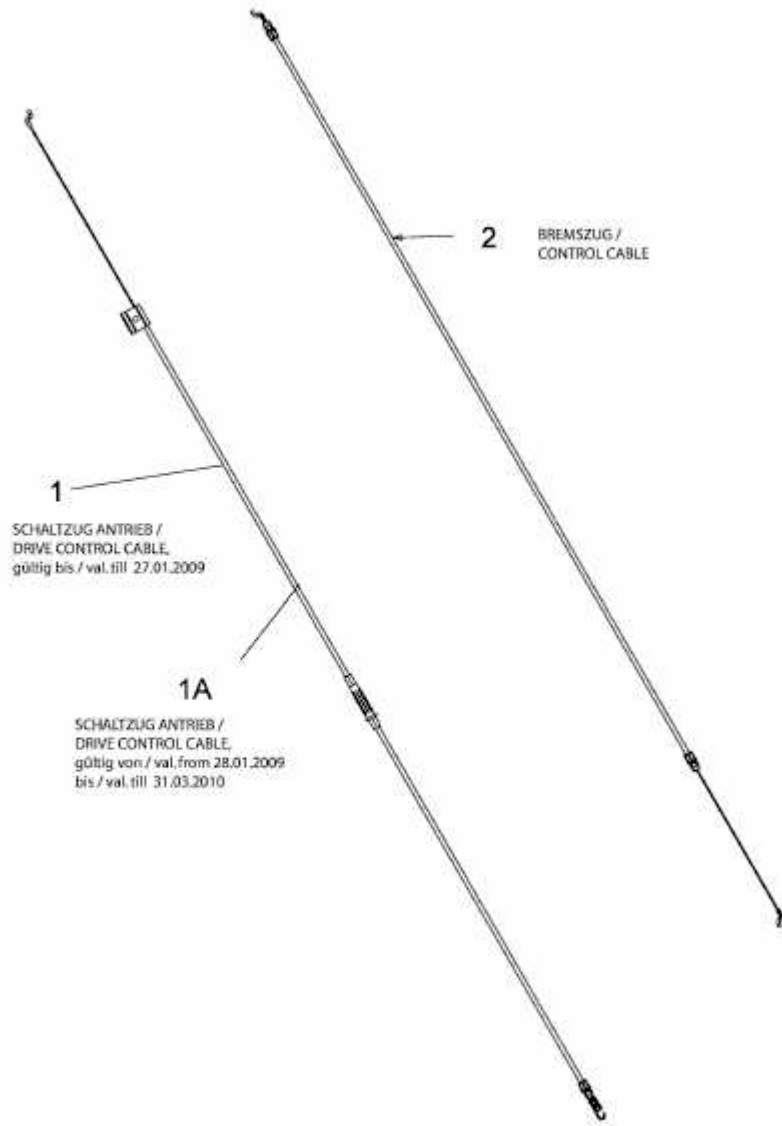 2
BREMSZUG /
CONTROL CABLE
1
SCHALTZUG ANTRIEB /
DRIVE CONTROL CABLE,
gültig bis / val. till 27.01.2009
1A
SCHALTZUG ANTRIEB /
DRIVE CONTROL CABLE,
gültig von / val. from 28.01.2009
bis / val. till 31.03.2010